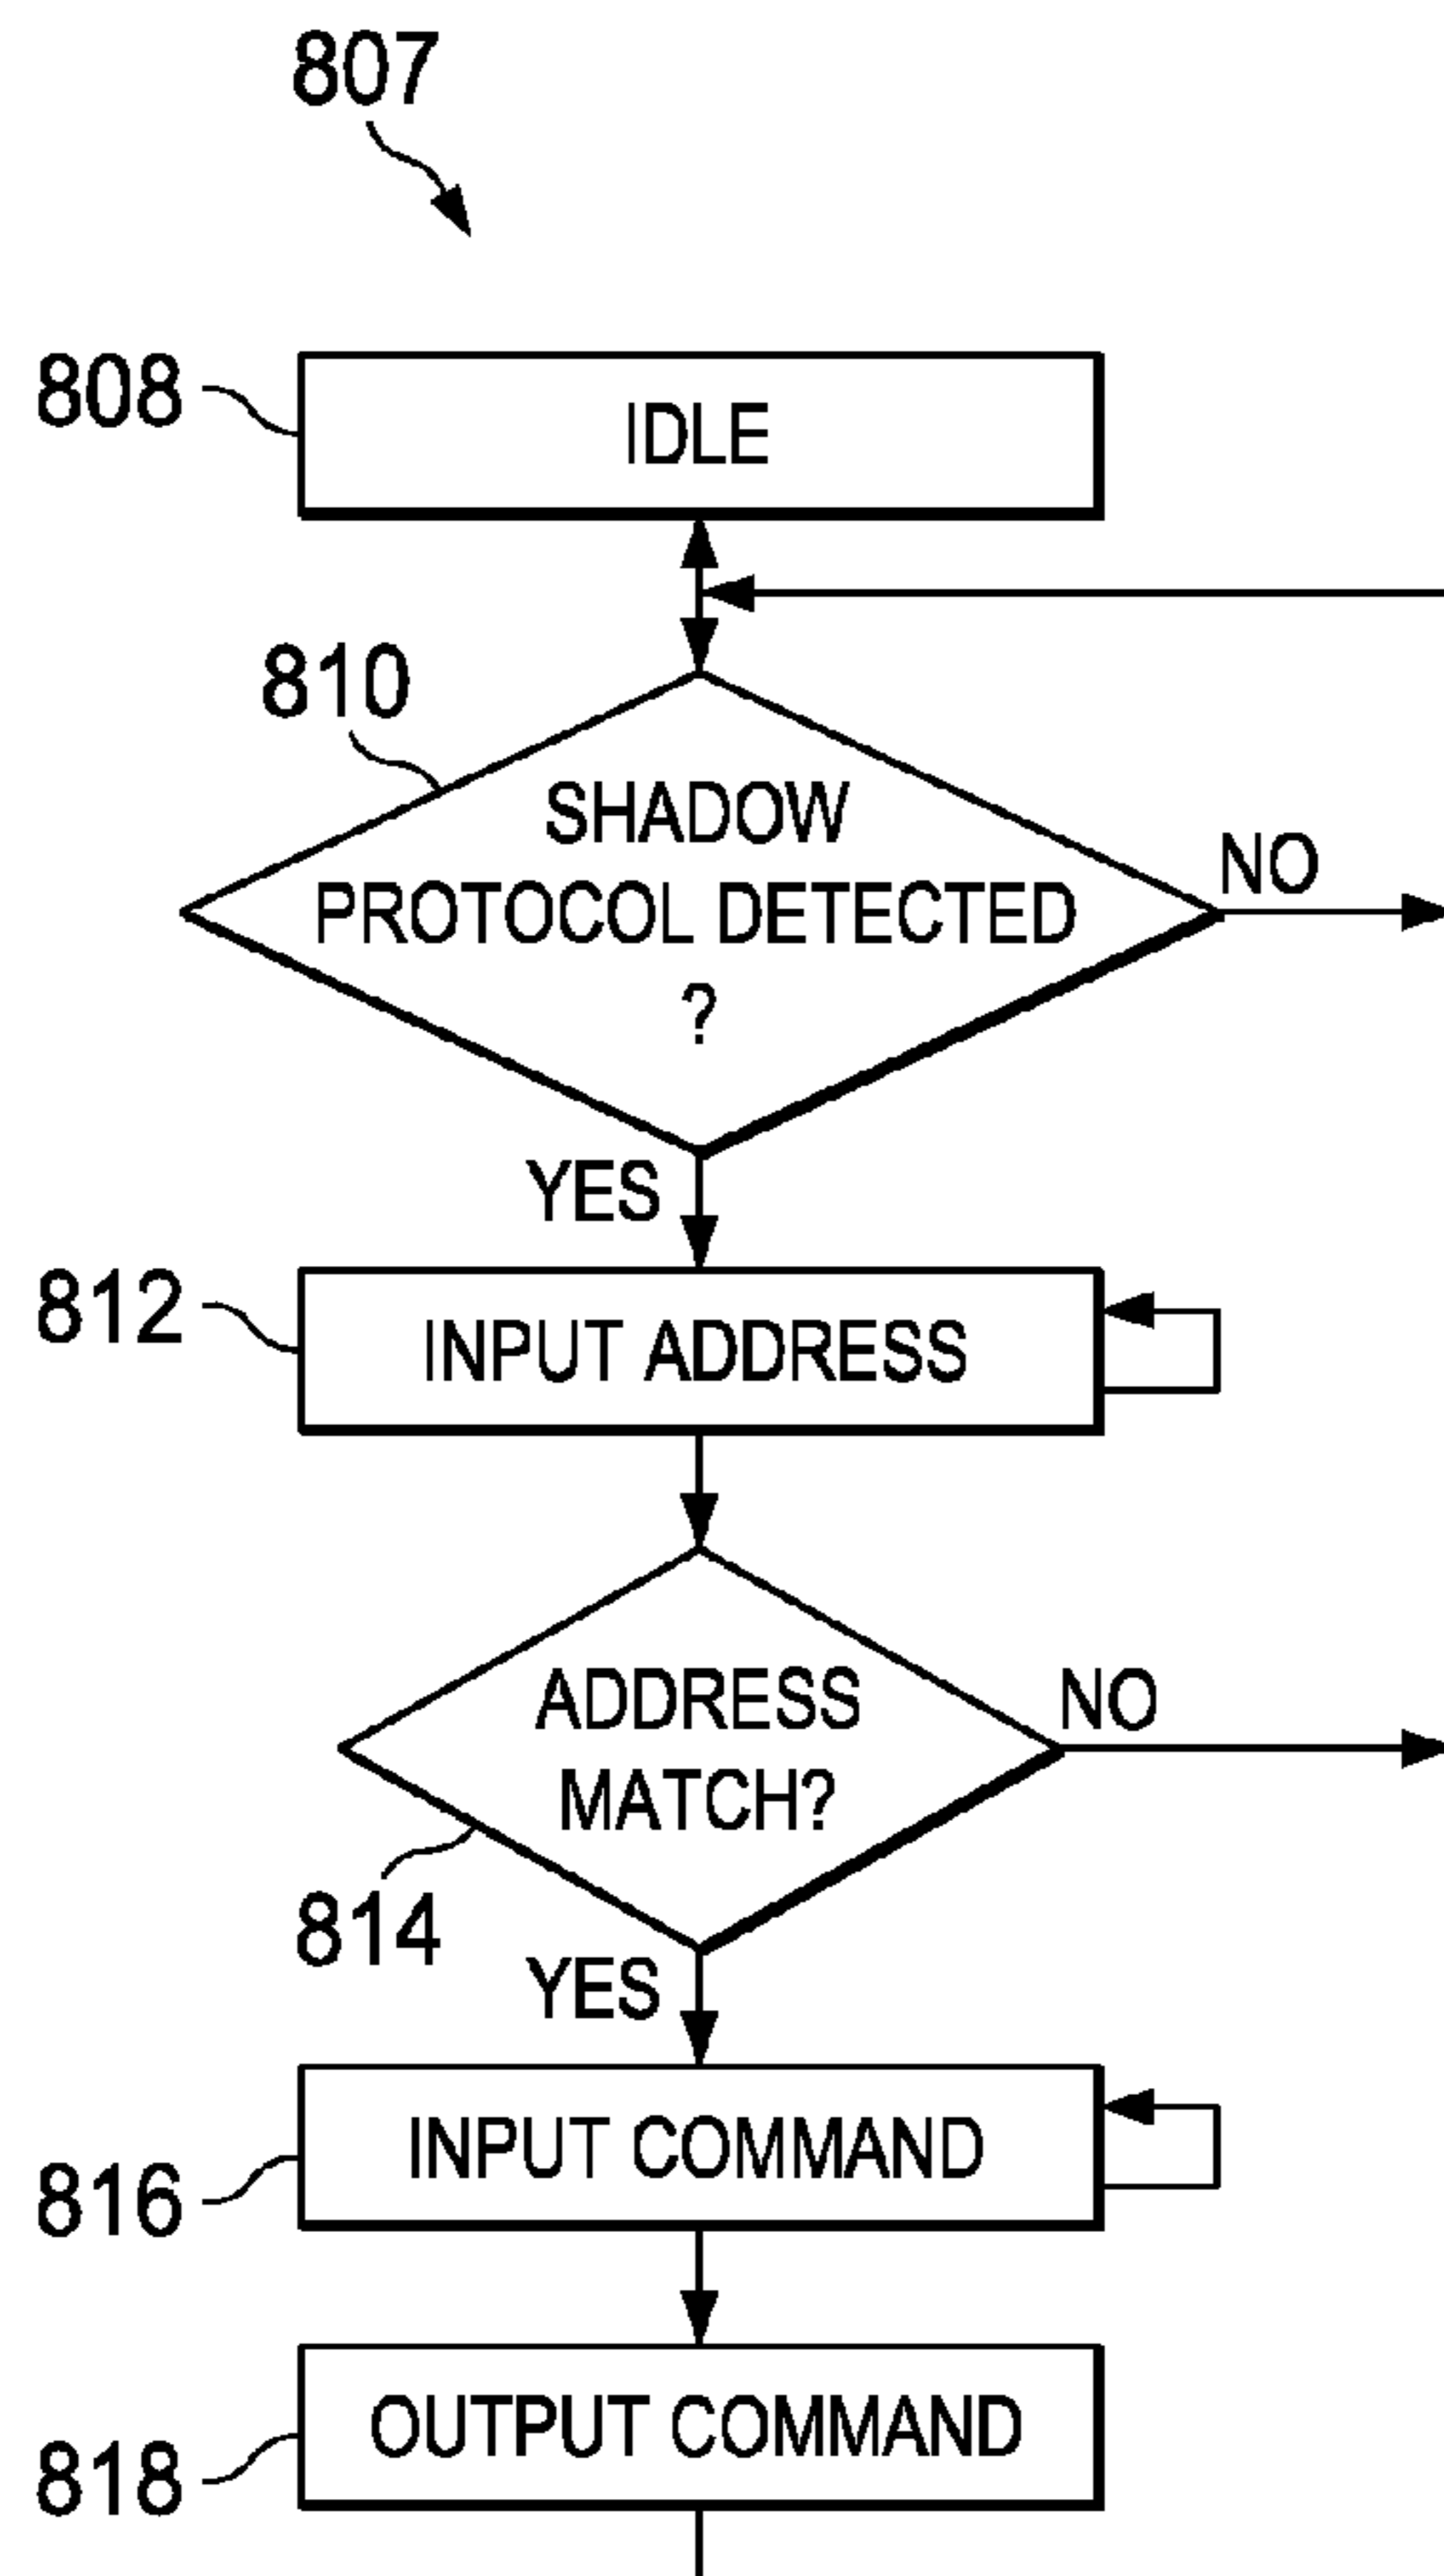 807
808
IDLE
810
SHADOW
PROTOCOL DETECTED
?
NO
YES
812
INPUT ADDRESS
ADDRESS
MATCH?
NO
814
YES
INPUT COMMAND
816
OUTPUT COMMAND
818